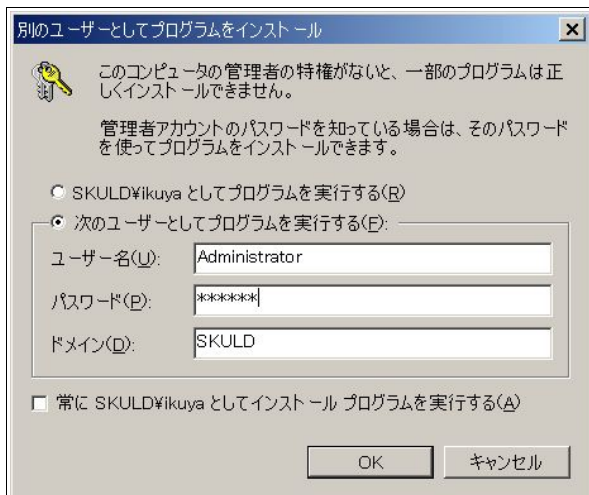 別のユーザーとしてプログラムをインストール
このコンピュータの管理者の特権がないと、一部のプログラムは正
しくインストールできません。
管理者アカウントのパスワードを知っている場合は、そのパスワード
を使ってプログラムをインストールできます。
SKULD¥ikuya としてプログラムを実行する(R)
次のユーザーとしてプログラムを実行する(F):
ユーザー名(U): Administrator
パスワード(P): ******
ドメイン(D): SKULD
常に SKULD¥ikuya としてインストール プログラムを実行する(A)
OK キャンセル